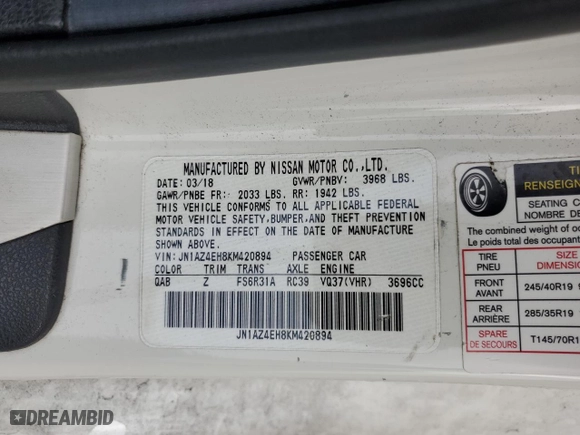 MANUFACTURED BY NISSAN MOTOR CO.,LTD.
DATE: 03/18 GVWR/PNBV: 3968 LBS.
GAWR/PNBE FR: 2033 LBS. RR: 1942 LBS.
THIS VEHICLE CONFORMS TO ALL APPLICABLE FEDERAL
MOTOR VEHICLE SAFETY,BUMPER,AND THEFT PREVENTION
STANDARDS IN EFFECT ON THE DATE OF MANUFACTURE
SHOWN ABOVE.
VIN: JN1AZ4EH8KM420894 PASSENGER CAR
COLOR TRIM TRANS AXLE ENGINE
QAB Z FS6R31A RC39 VQ37(VHR) 3696CC
JN1AZ4EH8KM420894
TI
RENSEIGN
SEATING C
NOMBRE DE
The combined weight of
Le poids total des occupant
TIRE SIZE
PNEU DIMENSION
FRONT
AVANT 245/40R19
REAR
ARRIÈRE 285/35R19
SPARE
DE SECOURS T145/70R1
DREAMBID